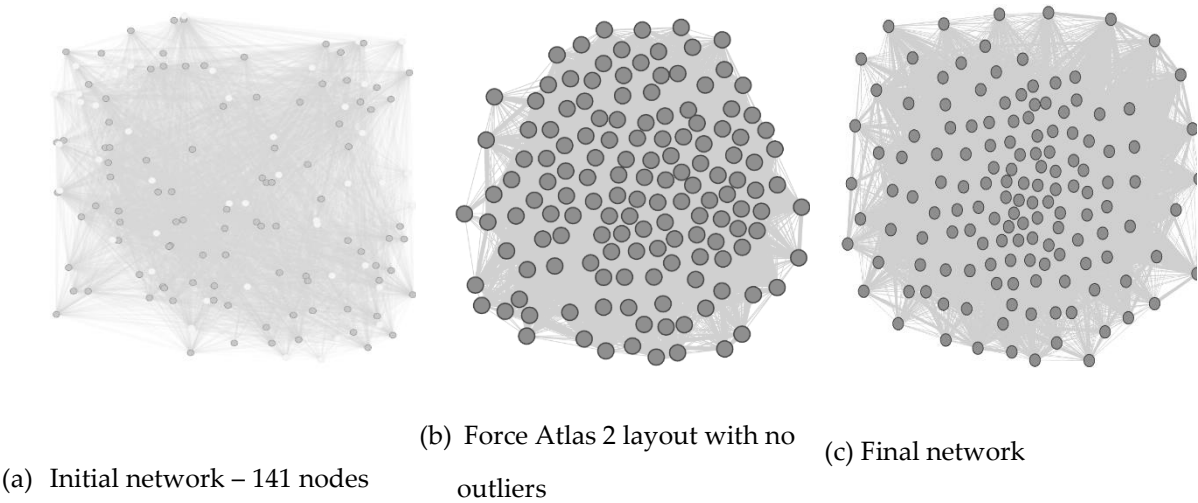 (a) Initial network – 141 nodes
(b) Force Atlas 2 layout with no
outliers
(c) Final network